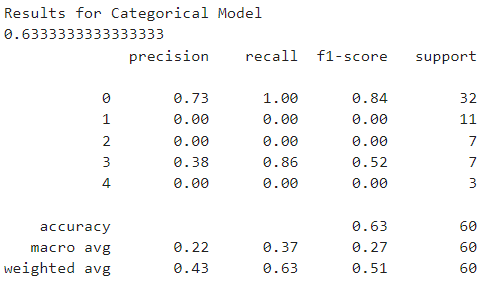 Results for Categorical Model
0.6333333333333333
precision recall f1-score support
0 0.73 1.00 0.84 32
1 0.00 0.00 0.00 11
2 0.00 0.00 0.00 7
3 0.38 0.86 0.52 7
4 0.00 0.00 0.00 3
accuracy 0.63 60
macro avg 0.22 0.37 0.27 60
weighted avg 0.43 0.63 0.51 60